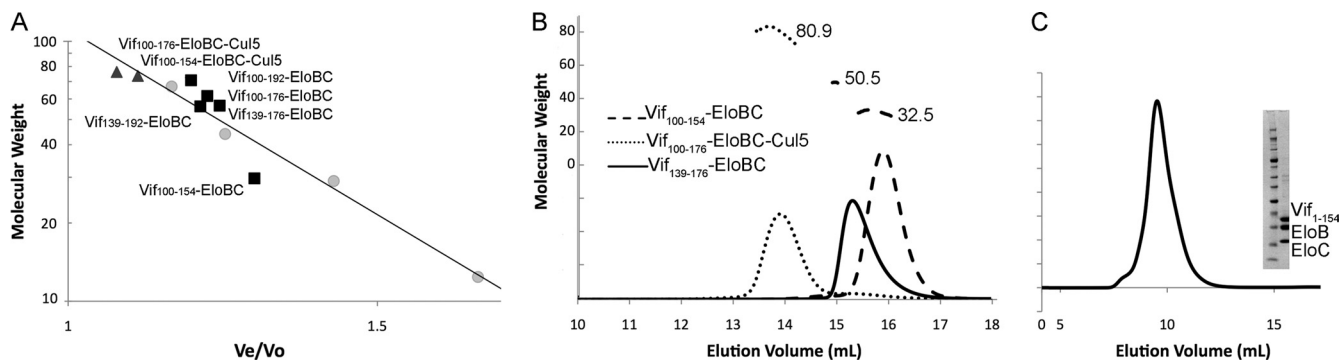 A
Molecular Weight
100
80
60
40
20
10
Vif100-176-EloBC-Cul5
Vif100-154-EloBC-Cul5
Vif100-192-EloBC
Vif100-176-EloBC
Vif139-176-EloBC
Vif139-192-EloBC
Vif100-154-EloBC
1
1.5
Ve/Vo
B
Molecular Weight
80
60
40
20
0
80.9
50.5
32.5
Vif100-154-EloBC
Vif100-176-EloBC-Cul5
Vif139-176-EloBC
10
11
12
13
14
15
16
17
18
Elution Volume (mL)
C
Vif1-154
EloB
EloC
0
5
10
15
Elution Volume (mL)